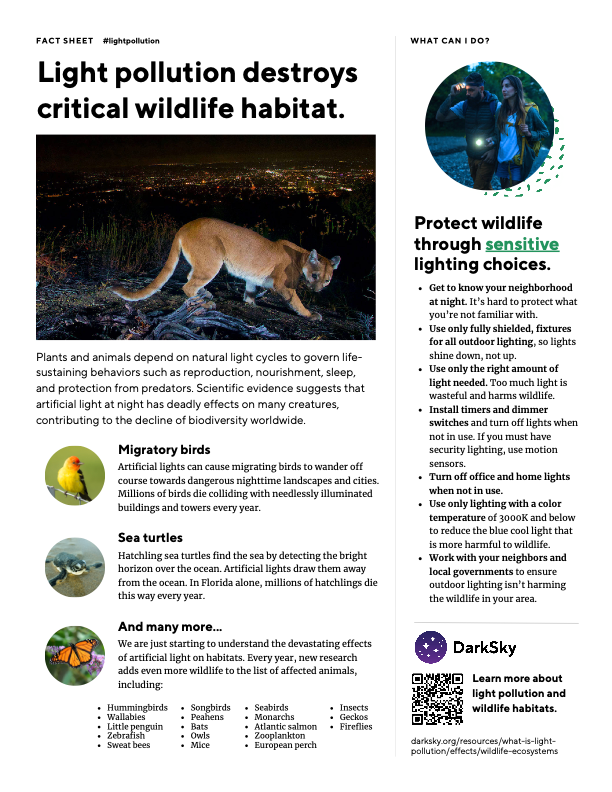 FACT SHEET #lightpollution
Light pollution destroys
critical wildlife habitat.
Plants and animals depend on natural light cycles to govern life-
sustaining behaviors such as reproduction, nourishment, sleep,
and protection from predators. Scientific evidence suggests that
artificial light at night has deadly effects on many creatures,
contributing to the decline of biodiversity worldwide.
Migratory birds
Artificial lights can cause migrating birds to wander off
course towards dangerous nighttime landscapes and cities.
Millions of birds die colliding with needlessly illuminated
buildings and towers every year.
Sea turtles
Hatchling sea turtles find the sea by detecting the bright
horizon over the ocean. Artificial lights draw them away
from the ocean. In Florida alone, millions of hatchlings die
this way every year.
And many more...
We are just starting to understand the devastating effects
of artificial light on habitats. Every year, new research
adds even more wildlife to the list of affected animals,
including:
• Hummingbirds
• Wallabies
• Little penguin
• Zebrafish
• Sweat bees
• Songbirds
• Peahens
• Bats
• Owls
• Mice
• Seabirds
• Monarchs
• Atlantic salmon
• Zooplankton
• European perch
• Insects
• Geckos
• Fireflies
WHAT CAN I DO?
Protect wildlife
through sensitive
lighting choices.
• Get to know your neighborhood
at night. It's hard to protect what
you're not familiar with.
• Use only fully shielded, fixtures
for all outdoor lighting, so lights
shine down, not up.
• Use only the right amount of
light needed. Too much light is
wasteful and harms wildlife.
• Install timers and dimmer
switches and turn off lights when
not in use. If you must have
security lighting, use motion
sensors.
• Turn off office and home lights
when not in use.
• Use only lighting with a color
temperature of 3000K and below
to reduce the blue cool light that
is more harmful to wildlife.
• Work with your neighbors and
local governments to ensure
outdoor lighting isn't harming
the wildlife in your area.
DarkSky
Learn more about
light pollution and
wildlife habitats.
darksky.org/resources/what-is-light-
pollution/effects/wildlife-ecosystems